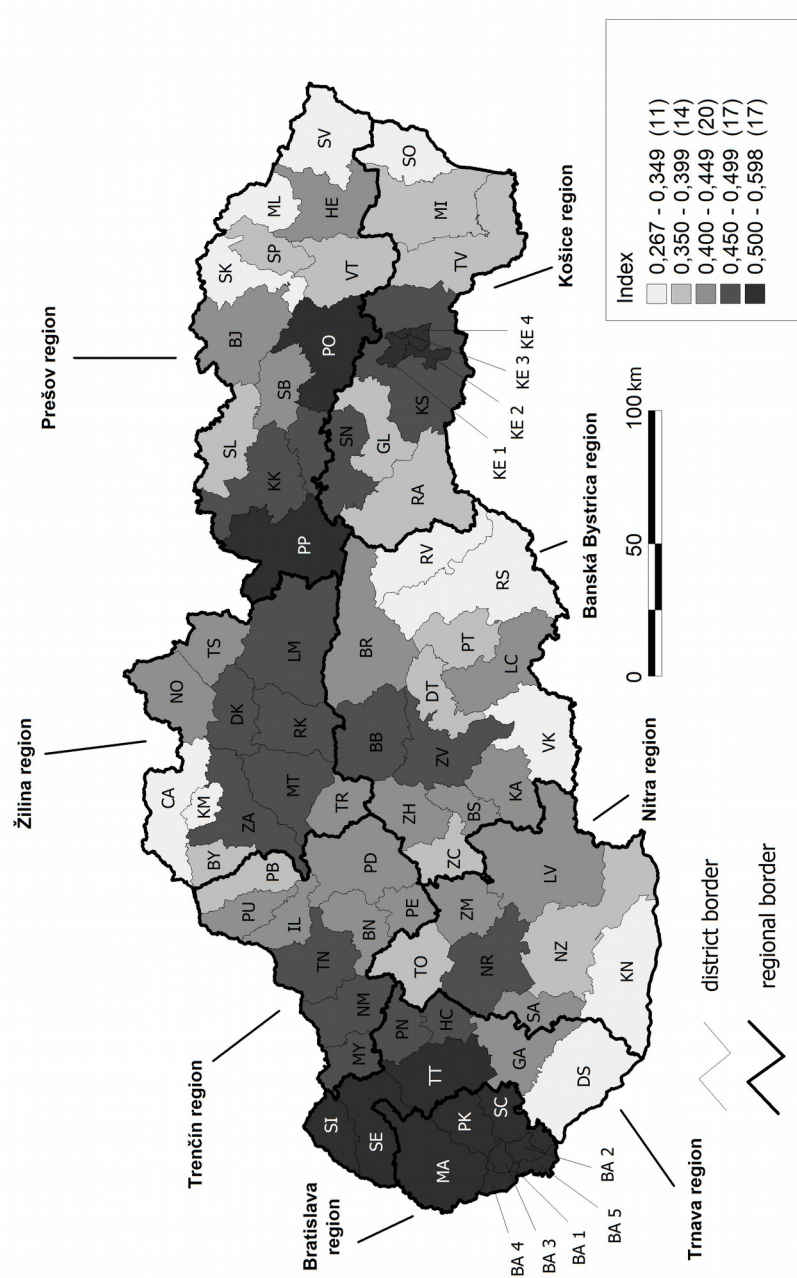 Prešov region
Žilina region
Trenčín region
Bratislava
region
Trnava region
Nitra region
Banská Bystrica region
Košice region
CA
KM
NO
TS
BY
ZA
DK
LM
MT
RK
TR
PU
PB
IL
PD
TN
BN
PE
NM
MY
SI
SE
MA
PK
SC
TT
PN
HC
GA
DS
BA 4
BA 3
BA 1
BA 5
BA 2
TO
ZM
NR
SA
NZ
LV
KN
ZH
ZC
BS
KA
ZV
BB
BR
DT
PT
LC
VK
RV
RS
PP
KK
SL
SB
BJ
PO
SK
SP
ML
HE
SV
VT
SN
GL
RA
KS
TV
MI
SO
KE 1
KE 2
KE 3
KE 4
district border
regional border
0
50
100 km
Index
0,267 - 0,349 (11)
0,350 - 0,399 (14)
0,400 - 0,449 (20)
0,450 - 0,499 (17)
0,500 - 0,598 (17)